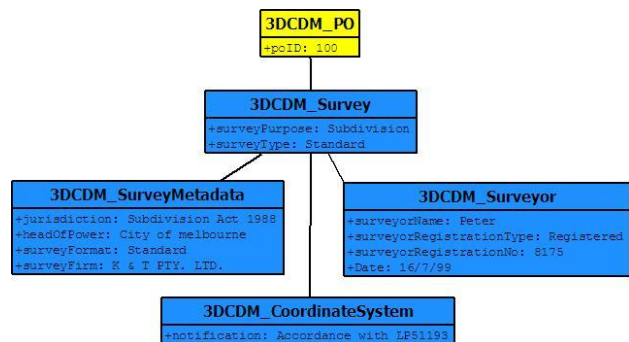 3DCDM_PO
+poID: 100
3DCDM_Survey
+surveyPurpose: Subdivision
+surveyType: Standard
3DCDM_SurveyMetadata
+jurisdiction: Subdivision Act 1988
+headOfPower: City of melbourne
+surveyFormat: Standard
+surveyFirm: K & T PTY. LTD.
3DCDM_Surveyor
+surveyorName: Peter
+surveyorRegistrationType: Registered
+surveyorRegistrationNo: 8175
+Date: 16/7/99
3DCDM_CoordinateSystem
+notification: Accordance with LP51193